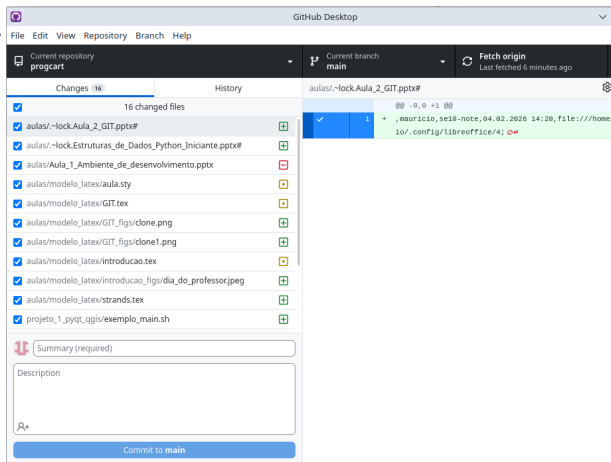 GitHub Desktop
File Edit View Repository Branch Help
Current repository
progcart
Current branch
main
Fetch origin
Last fetched 6 minutes ago
Changes 16
History
16 changed files
aulas/.~lock.Aula_2_GIT.pptx#
aulas/.~lock.Estruturas_de_Dados_Python_Iniciante.pptx#
aulas/Aula_1_Ambiente_de_desenvolvimento.pptx
aulas/modelo_latex/aula.sty
aulas/modelo_latex/GIT.tex
aulas/modelo_latex/GIT_figs/clone.png
aulas/modelo_latex/GIT_figs/clone1.png
aulas/modelo_latex/introducao.tex
aulas/modelo_latex/introducao_figs/dia_do_professor.jpeg
aulas/modelo_latex/strands.tex
projeto_1_pyqt_qgis/exemplo_main.sh
Summary (required)
Description
Commit to main
aulas/.~lock.Aula_2_GIT.pptx#
@@ -0,0 +1 @@
1 + ,mauricio,se10-note,04.02.2026 14:20,file:///home
io/.config/libreoffice/4;